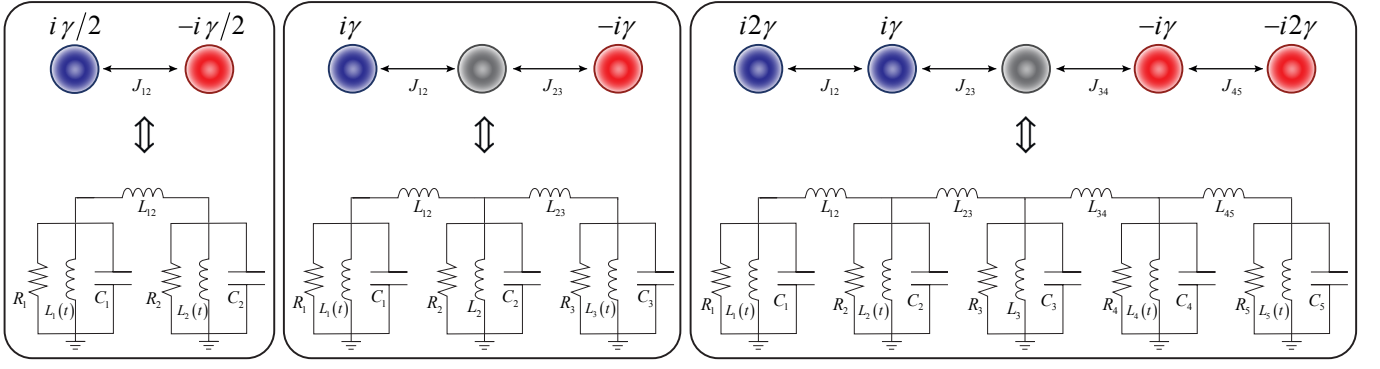 iγ/2 −iγ/2
J₁₂
L₁₂
R₁ L₁(t) C₁ R₂ L₂(t) C₂
iγ −iγ
J₁₂ J₂₃
L₁₂ L₂₃
R₁ L₁(t) C₁ R₂ L₂ C₂ R₃ L₃(t) C₃
i2γ iγ −iγ −i2γ
J₁₂ J₂₃ J₃₄ J₄₅
L₁₂ L₂₃ L₃₄ L₄₅
R₁ L₁(t) C₁ R₂ L₂(t) C₂ R₃ L₃ C₃ R₄ L₄(t) C₄ R₅ L₅(t) C₅